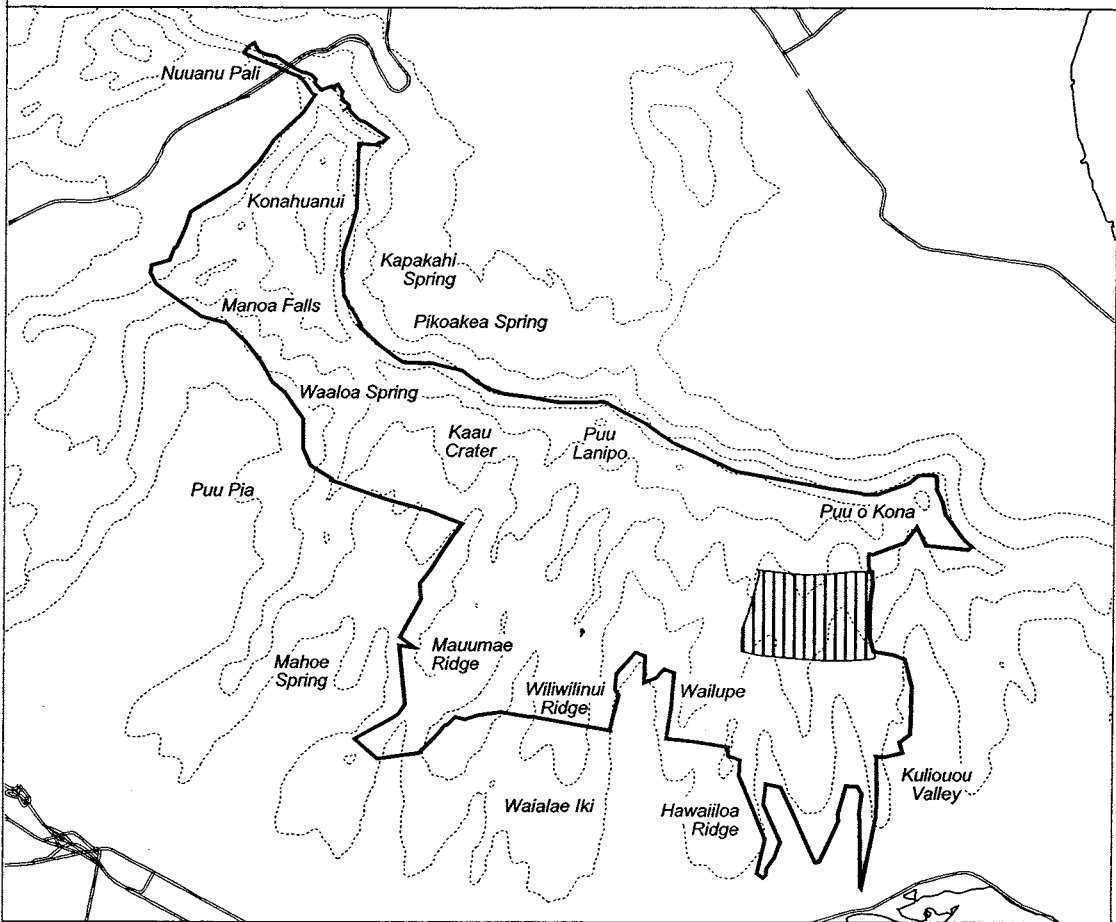 Nuuanu Pali
Konahuanui
Kapakahi
Spring
Manoa Falls
Pikoakea Spring
Waaloa Spring
Kaau
Crater
Puu
Lanipo
Puu Pia
Puu o Kona
Mauumae
Ridge
Mahoe
Spring
Wiliwilinui
Ridge
Wailupe
Kuliouou
Valley
Waialae Iki
Hawaiiloa
Ridge